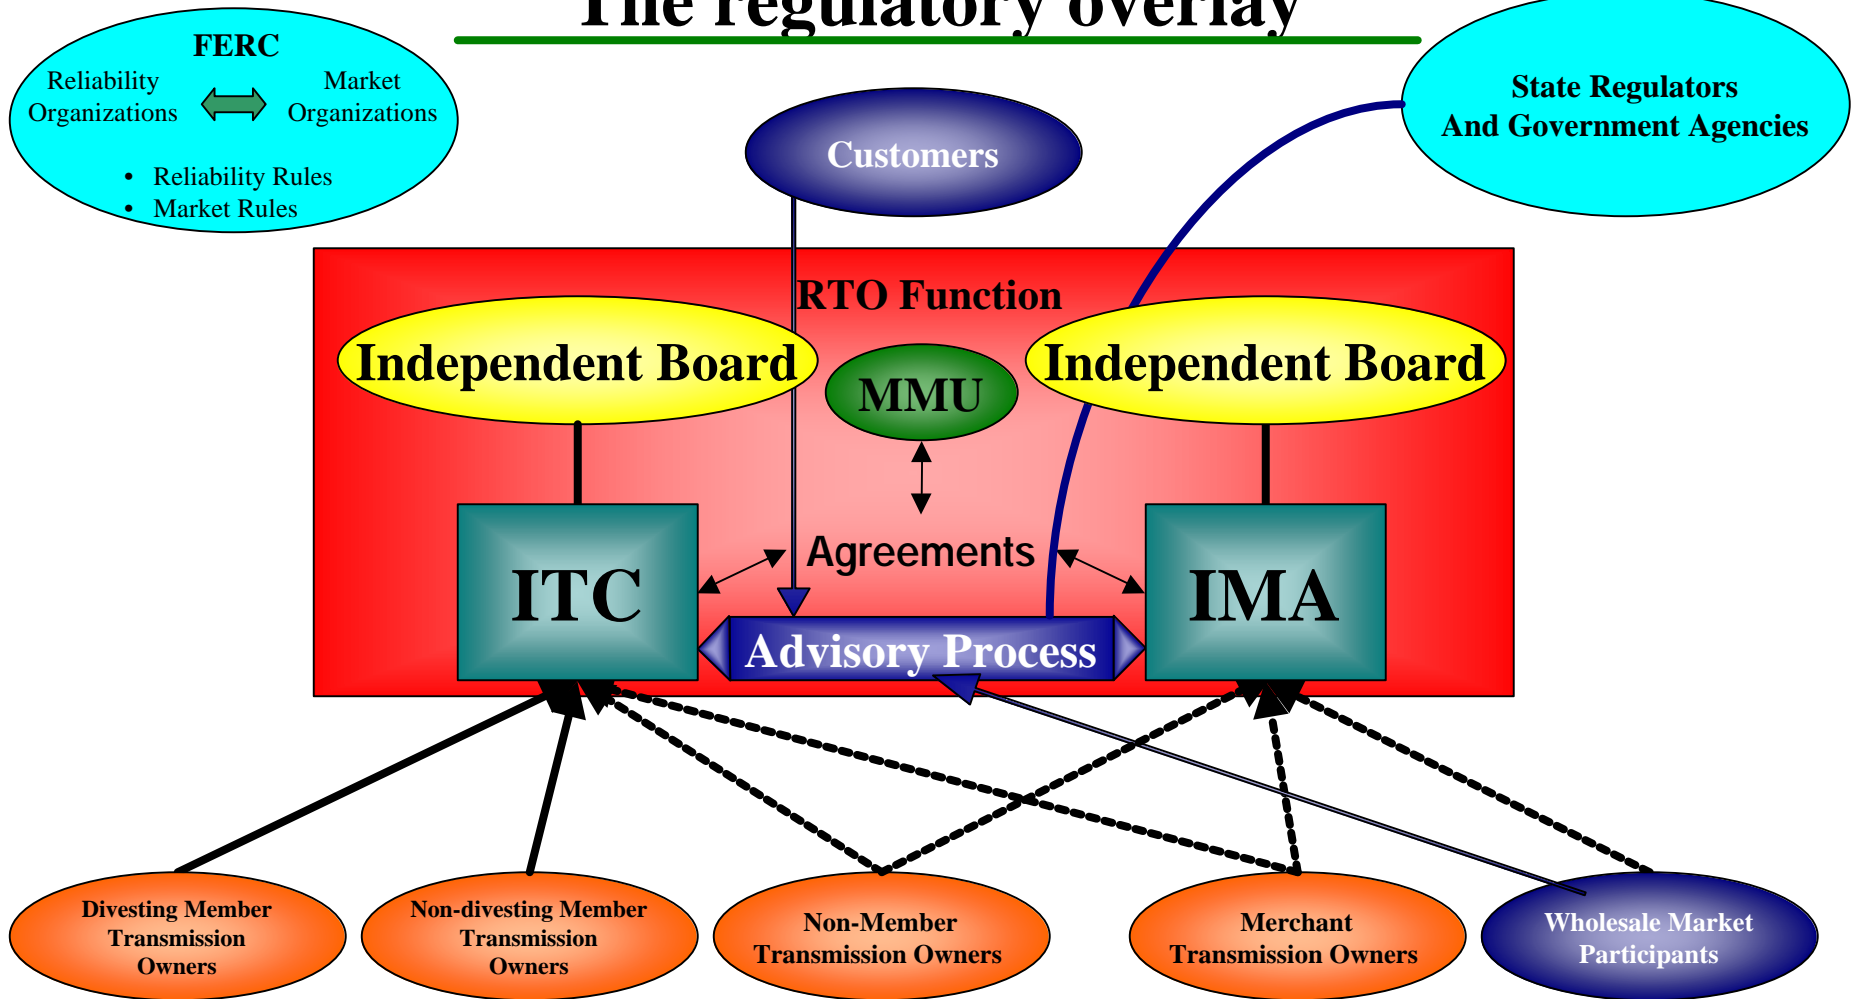 The regulatory overlay
FERC
Reliability
Organizations
Market
Organizations
• Reliability Rules
• Market Rules
Customers
State Regulators
And Government Agencies
RTO Function
Independent Board
MMU
Independent Board
Agreements
ITC
IMA
Advisory Process
Divesting Member
Transmission
Owners
Non-divesting Member
Transmission
Owners
Non-Member
Transmission Owners
Merchant
Transmission Owners
Wholesale Market
Participants